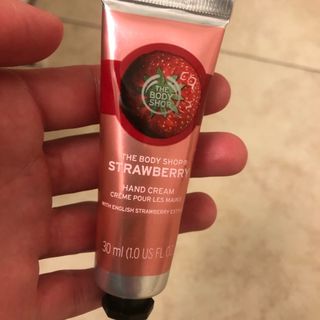 THE
BODY
SHOP
THE BODY SHOP®
STRAWBERRY
HAND CREAM
CRÈME POUR LES MAINS
WITH ENGLISH STRAWBERRY
30 ml (1.0 US FL